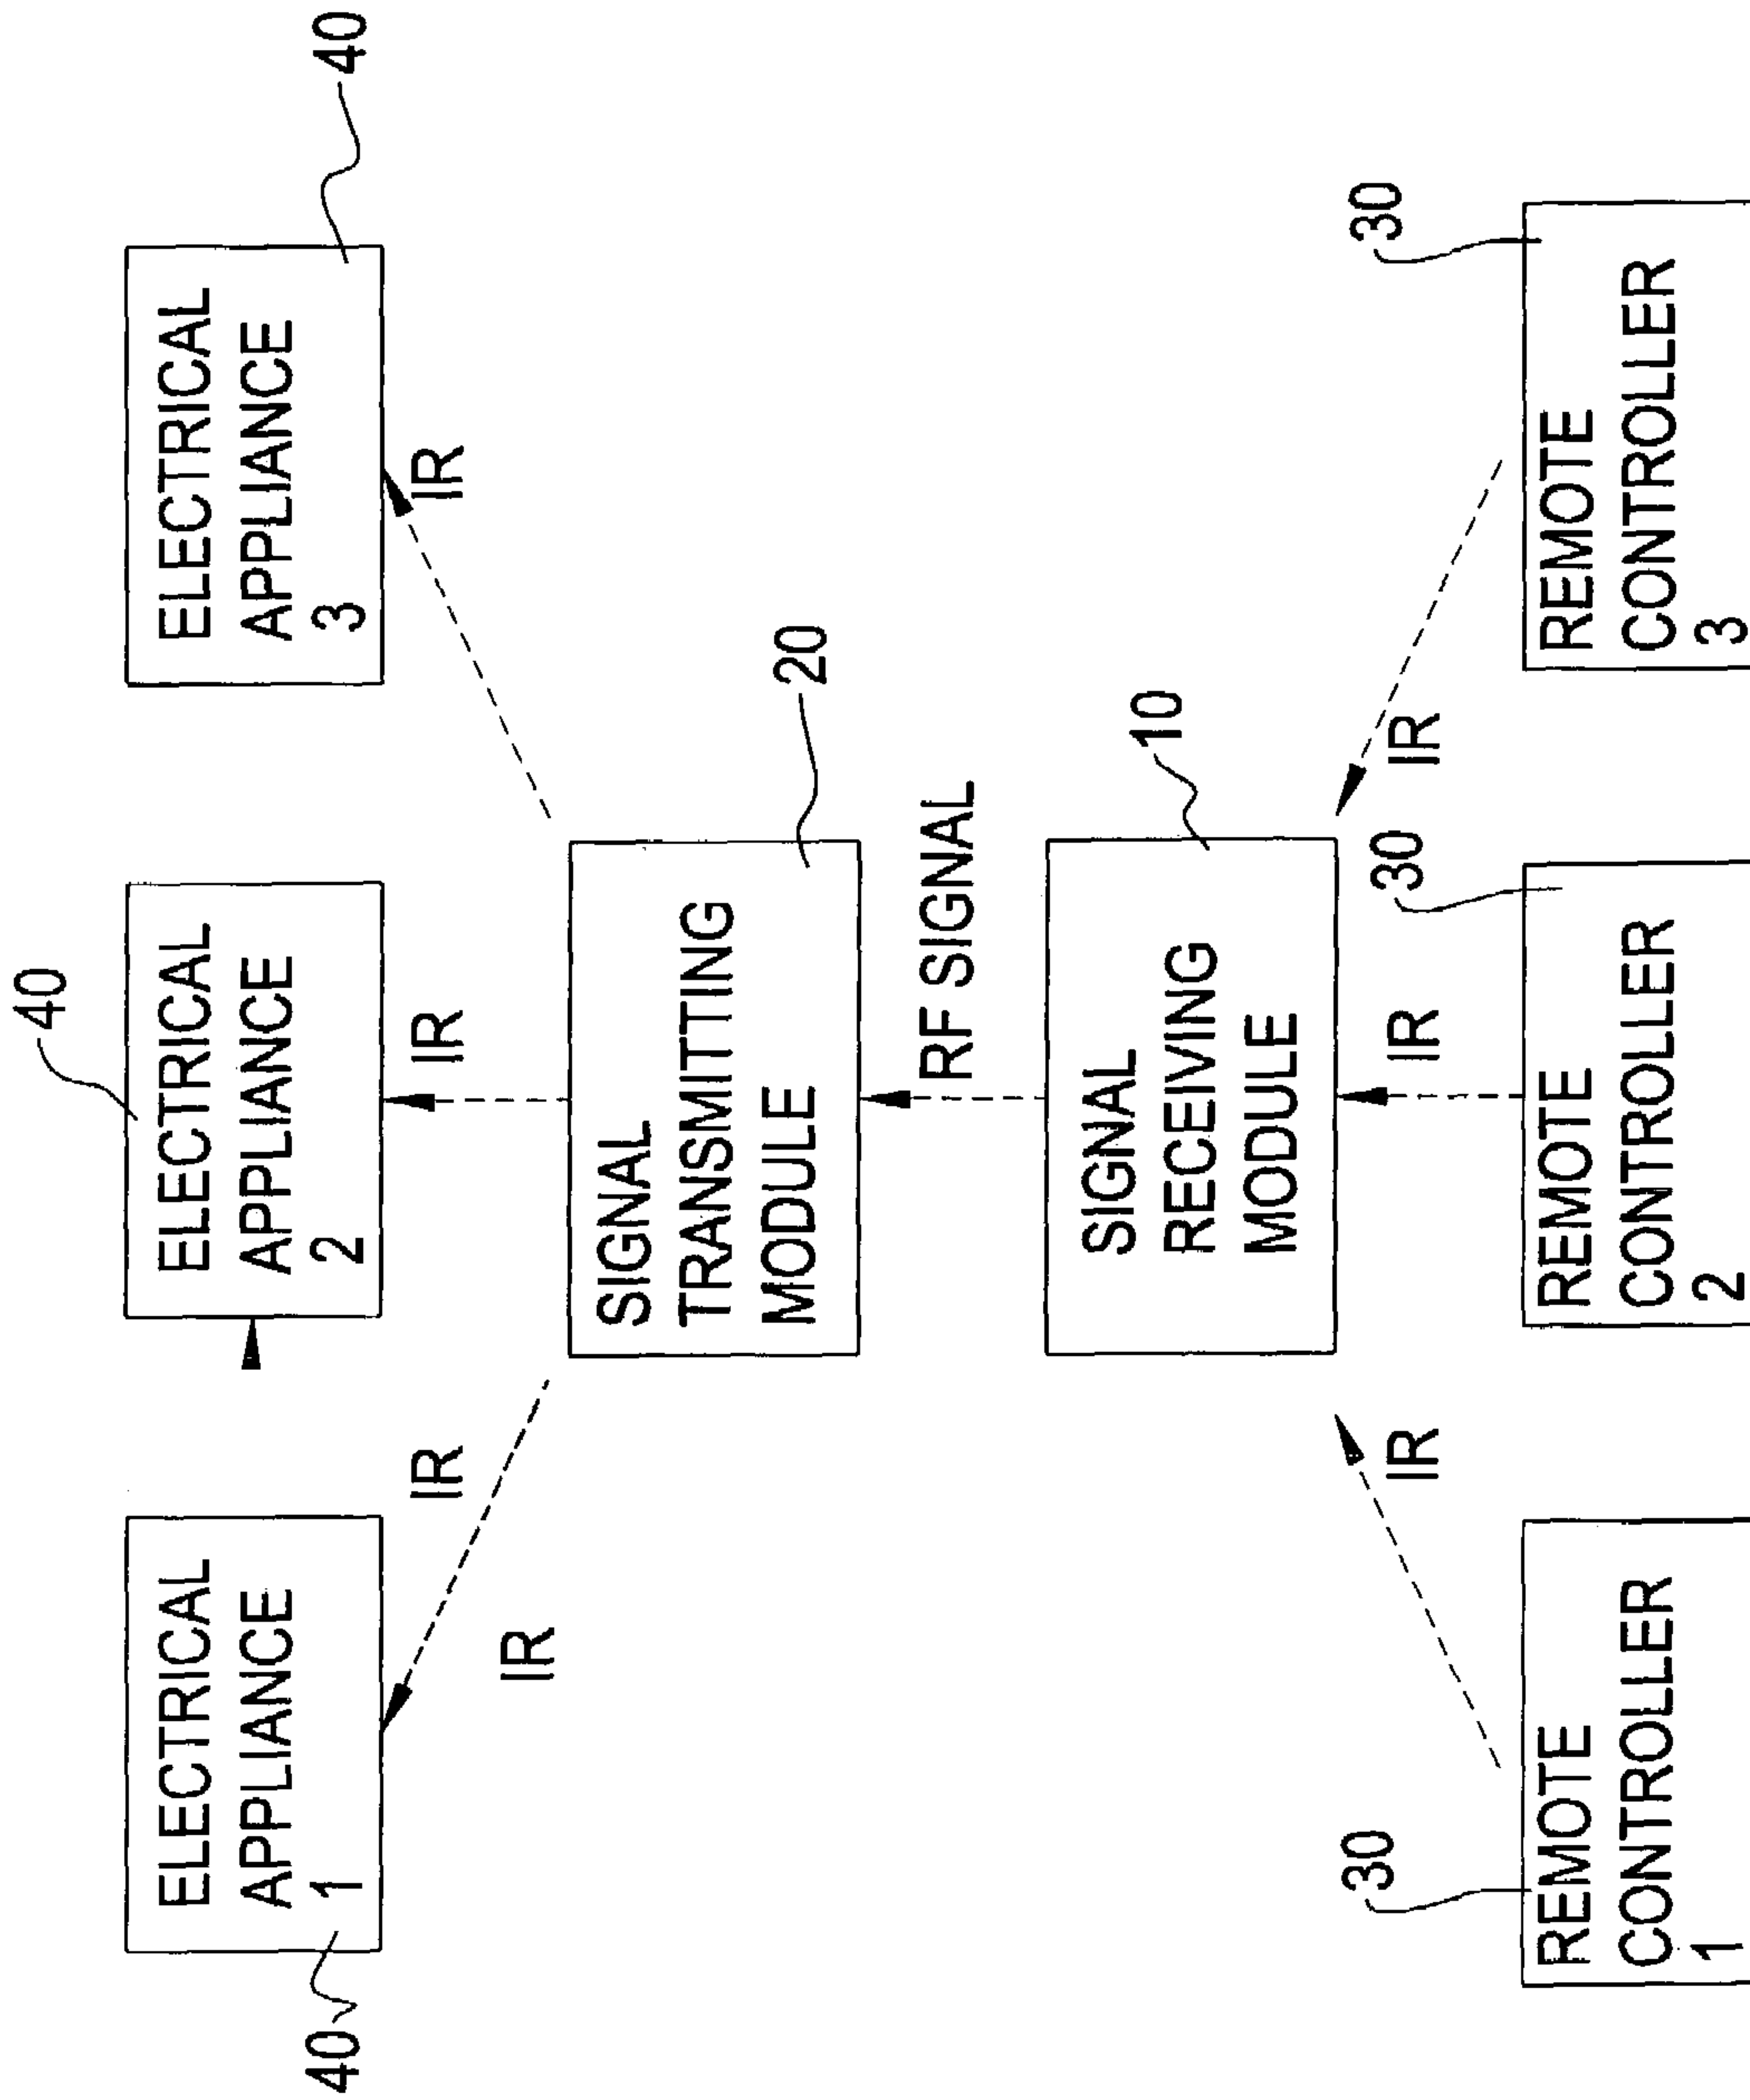 40
ELECTRICAL
APPLIANCE
1
40
ELECTRICAL
APPLIANCE
2
ELECTRICAL
APPLIANCE
3
40
IR
IR
IR
IR
SIGNAL
TRANSMITTING
MODULE
20
RF SIGNAL
SIGNAL
RECEIVING
MODULE
10
IR
IR
IR
30
30
30
REMOTE
CONTROLLER
1
REMOTE
CONTROLLER
2
REMOTE
CONTROLLER
3